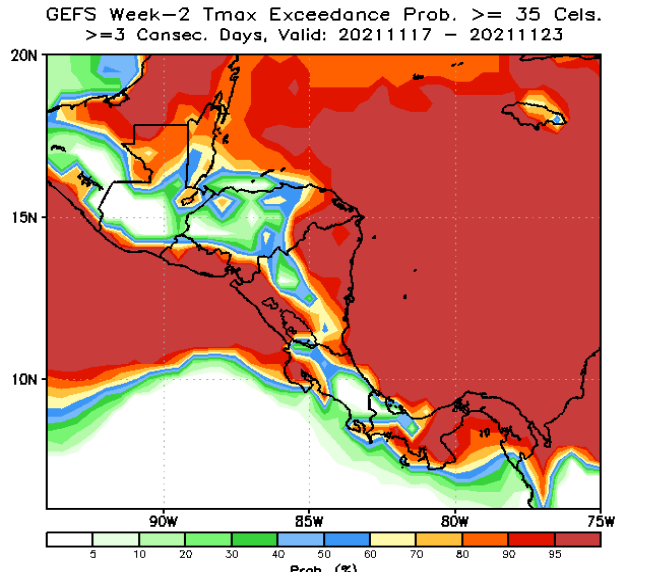 GEFS Week-2 Tmax Exceedance Prob. >= 35 Cels.
>=3 Consec. Days, Valid: 20211117 - 20211123
20N
15N
10N
90W 85W 80W 75W
5 10 20 30 40 50 60 70 80 90 95
Prob. (%)